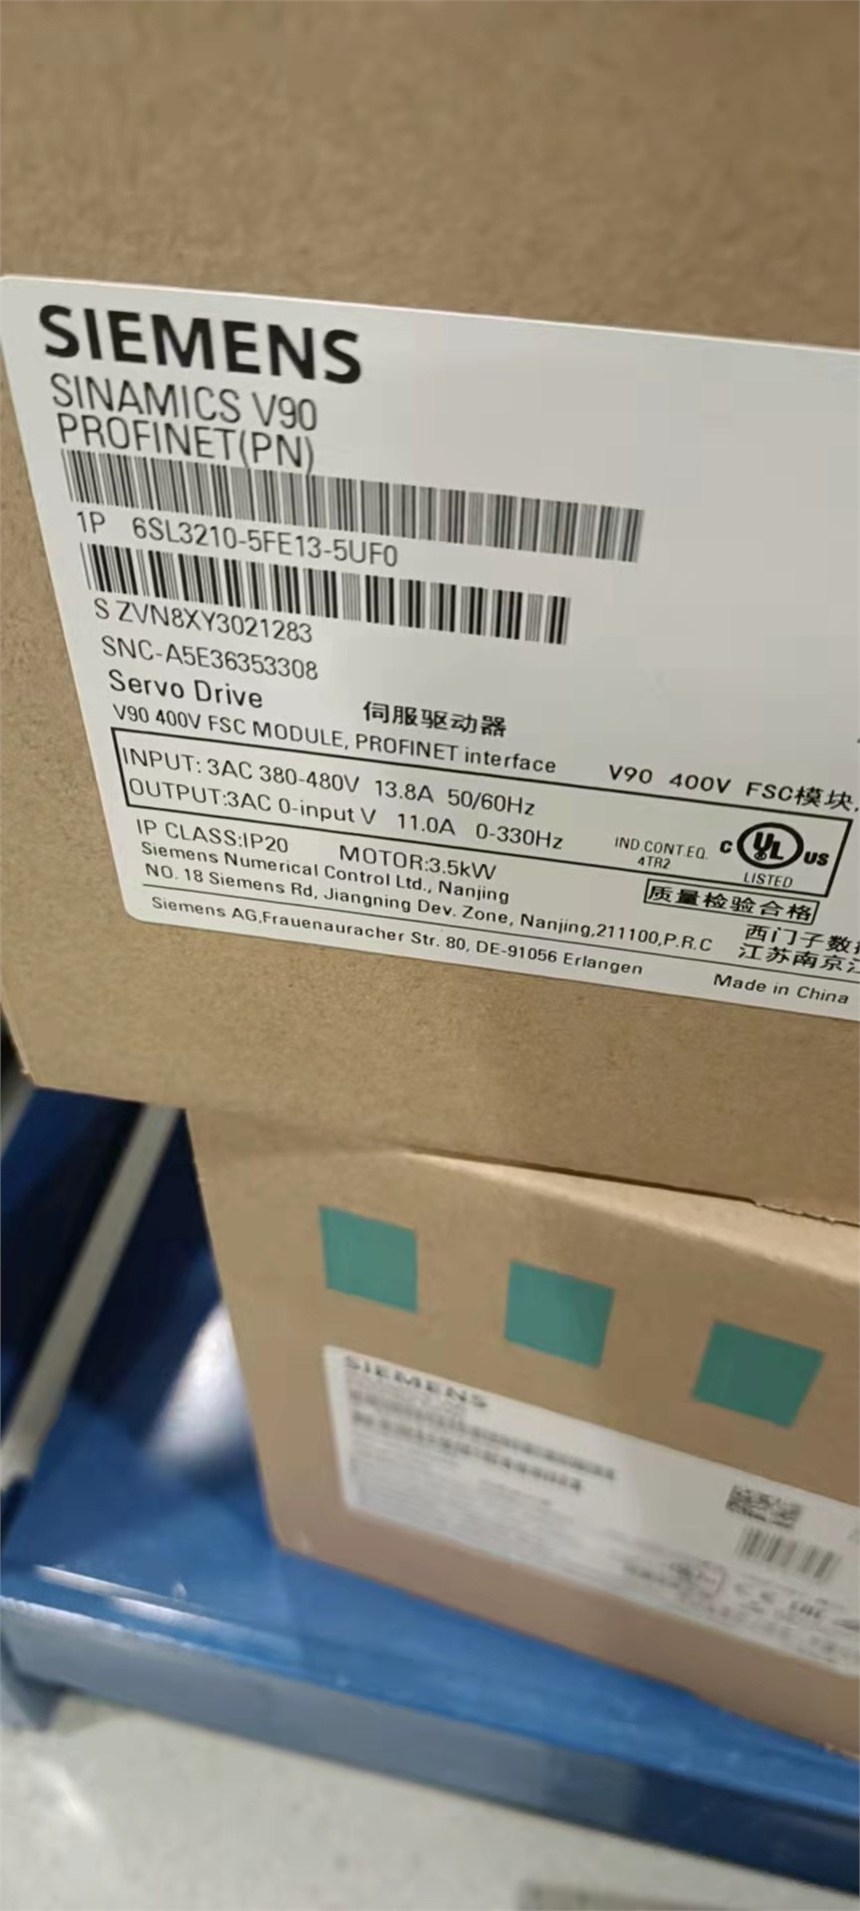 SIEMENS
SINAMICS V90
PROFINET(PN)
1P 6SL3210-5FE13-5UF0
S ZVN8XY3021283
SNC-A5E36353308
Servo Drive 伺服驱动器
V90 400V FSC MODULE, PROFINET interface V90 400V FSC模块,
INPUT: 3AC 380-480V 13.8A 50/60Hz
OUTPUT:3AC 0-input V 11.0A 0-330Hz
IND.CONT.EQ.
4TR2
C UL US
LISTED
IP CLASS:IP20 MOTOR:3.5kW
质量检验合格
Siemens Numerical Control Ltd., Nanjing 西门子数
NO. 18 Siemens Rd, Jiangning Dev. Zone, Nanjing,211100,P.R.C 江苏南京
Siemens AG,Frauenauracher Str. 80, DE-91056 Erlangen Made in China
SIEMENS